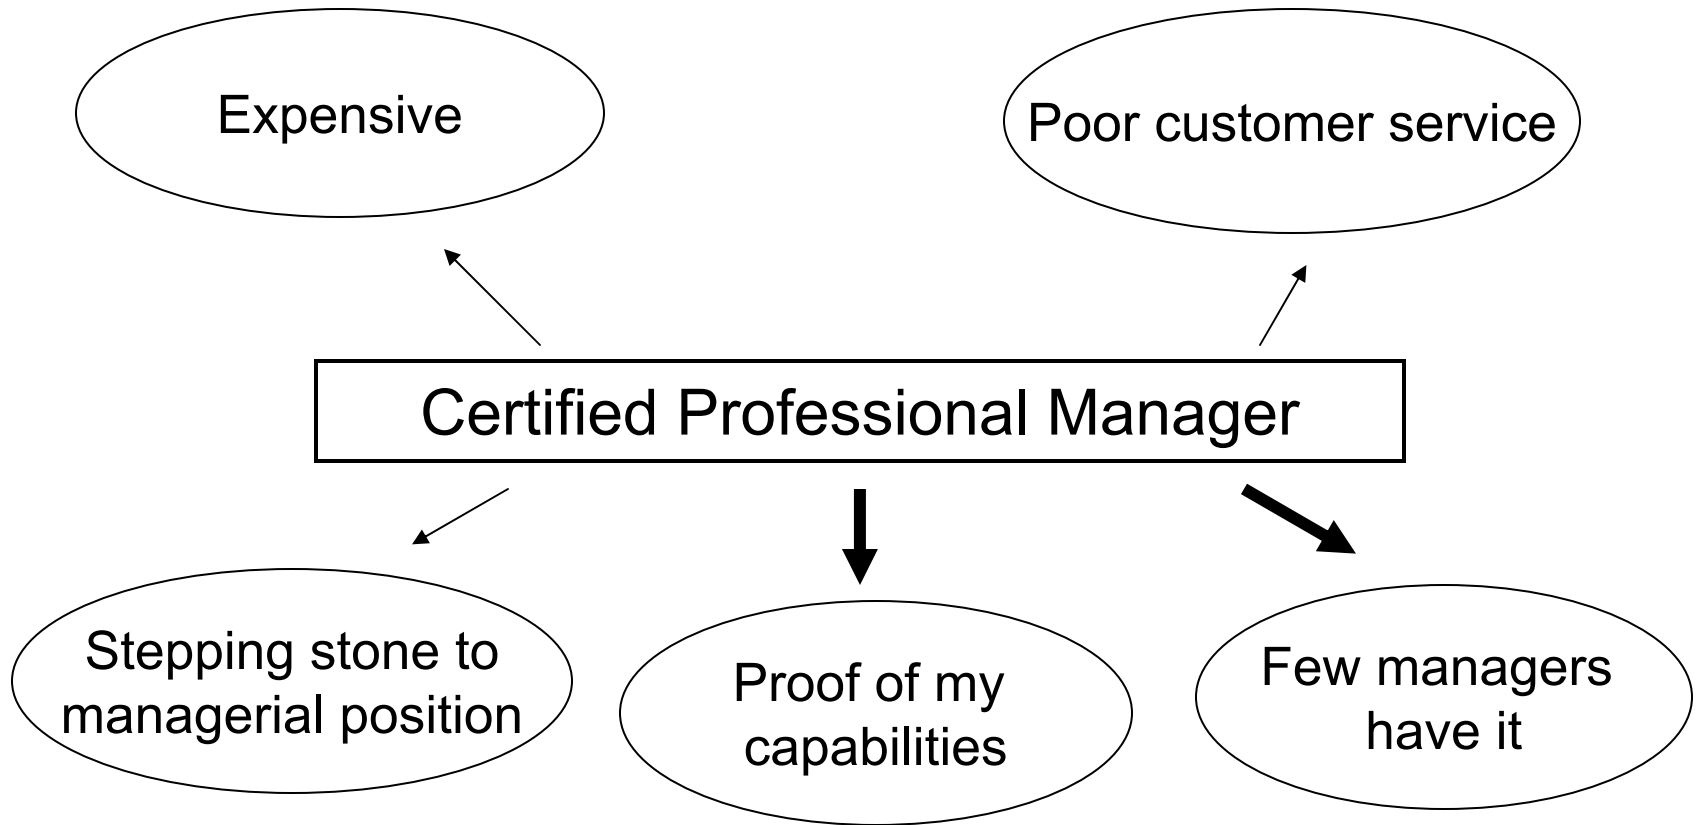 Expensive
Poor customer service
Certified Professional Manager
Stepping stone to
managerial position
Proof of my
capabilities
Few managers
have it